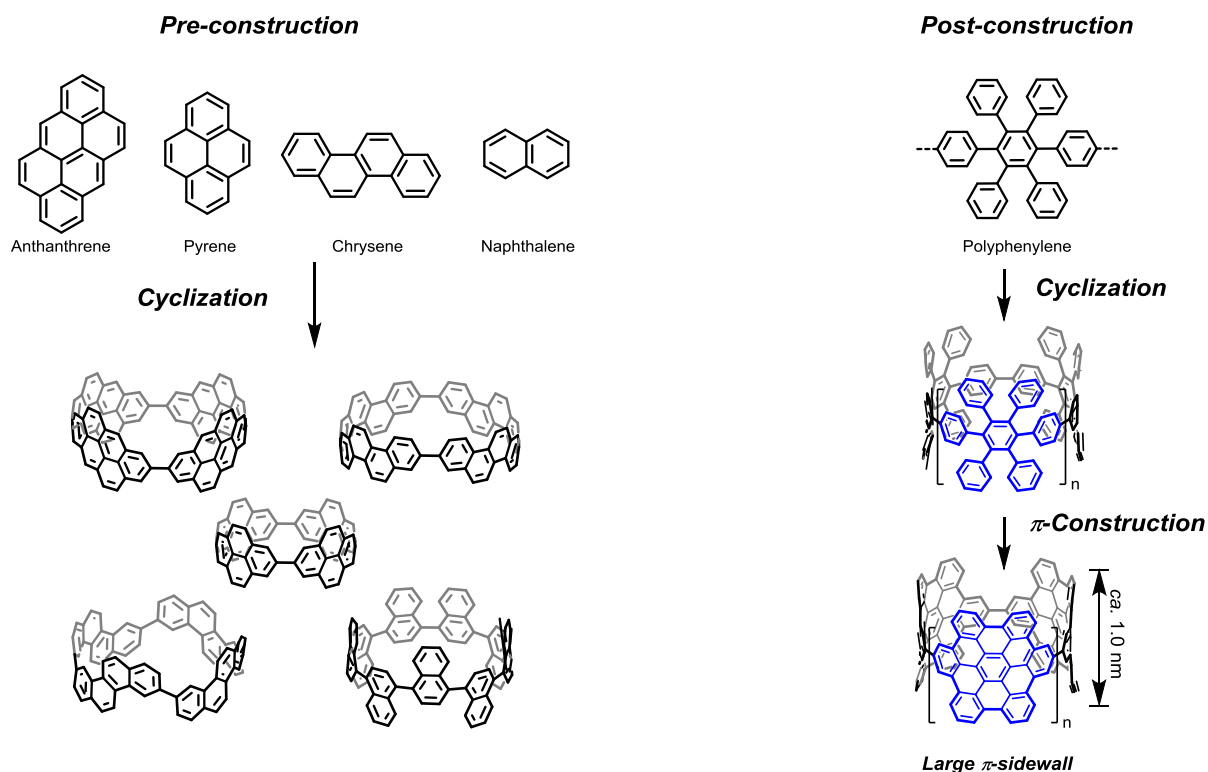 Pre-construction
Post-construction
Anthanthrene
Pyrene
Chrysene
Naphthalene
Polyphenylene
Cyclization
Cyclization
n
π-Construction
ca. 1.0 nm
n
Large π-sidewall